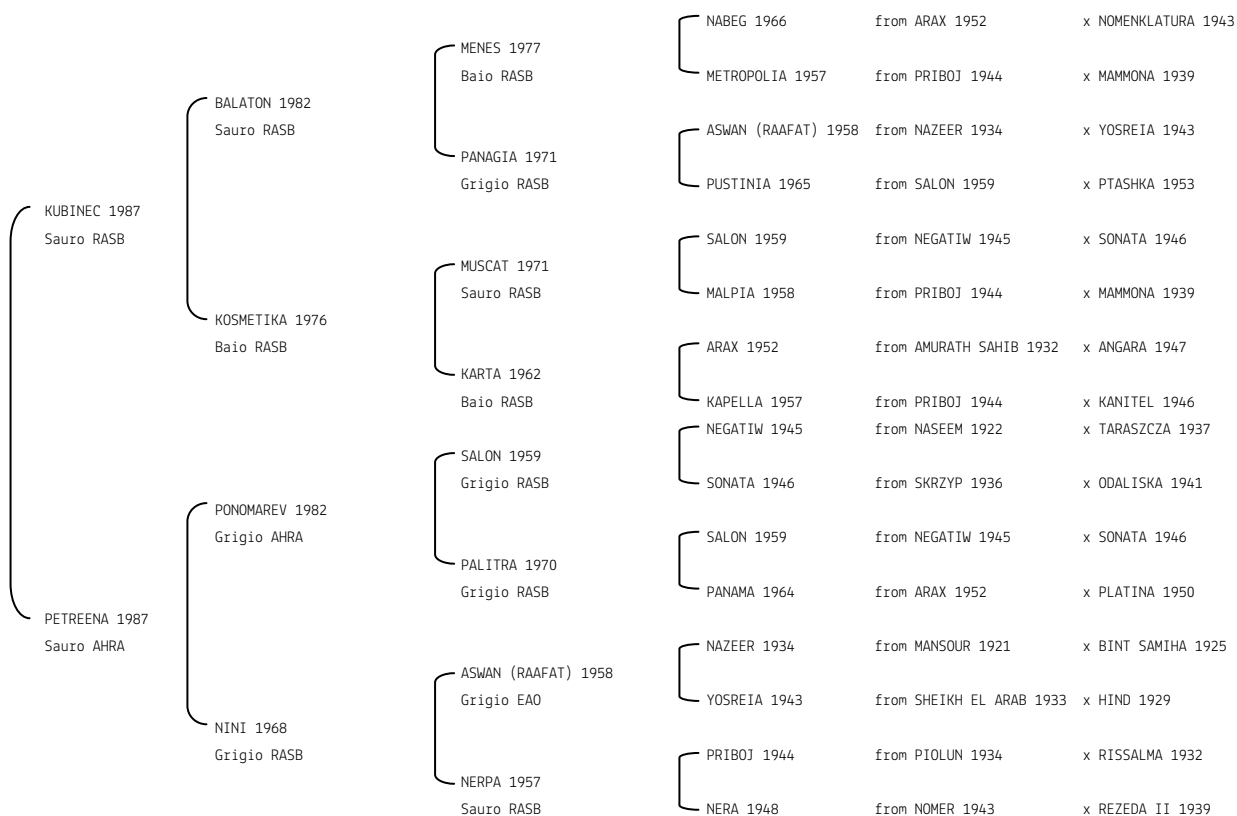 NABEG 1966 from ARAX 1952 x NOMENKLATURA 1943
MENES 1977
Baio RASB METROPOLIA 1957 from PRIBOJ 1944 x MAMMONA 1939
BALATON 1982
Sauro RASB ASWAN (RAAFAT) 1958 from NAZEER 1934 x YOSREIA 1943
PANAGIA 1971
Grigio RASB PUSTINIA 1965 from SALON 1959 x PTASHKA 1953
KUBINEC 1987
Sauro RASB SALON 1959 from NEGATIW 1945 x SONATA 1946
MUSCAT 1971
Sauro RASB MALPIA 1958 from PRIBOJ 1944 x MAMMONA 1939
KOSMETIKA 1976
Baio RASB ARAX 1952 from AMURATH SAHIB 1932 x ANGARA 1947
KARTA 1962
Baio RASB KAPELLA 1957 from PRIBOJ 1944 x KANITEL 1946
NEGATIW 1945 from NASEEM 1922 x TARASZCZA 1937
SALON 1959
Grigio RASB SONATA 1946 from SKRZYP 1936 x ODALISKA 1941
PONOMAREV 1982
Grigio AHRA SALON 1959 from NEGATIW 1945 x SONATA 1946
PALITRA 1970
Grigio RASB PANAMA 1964 from ARAX 1952 x PLATINA 1950
PETREENA 1987
Sauro AHRA NAZEER 1934 from MANSOUR 1921 x BINT SAMIHA 1925
ASWAN (RAAFAT) 1958
Grigio EAO YOSREIA 1943 from SHEIKH EL ARAB 1933 x HIND 1929
NINI 1968
Grigio RASB PRIBOJ 1944 from PIOLUN 1934 x RISSALMA 1932
NERPA 1957
Sauro RASB NERA 1948 from NOMER 1943 x REZEDA II 1939